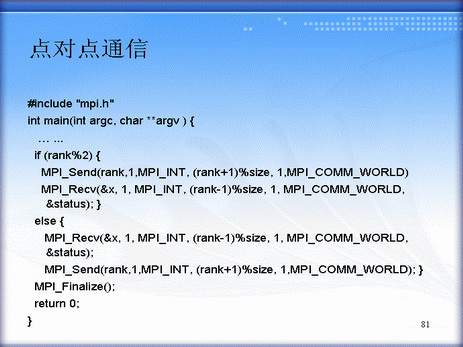 点对点通信
#include "mpi.h"
int main(int argc, char **argv ) {
… ...
if (rank%2) {
MPI_Send(rank,1,MPI_INT, (rank+1)%size, 1,MPI_COMM_WORLD)
MPI_Recv(&x, 1, MPI_INT, (rank-1)%size, 1, MPI_COMM_WORLD,
&status); }
else {
MPI_Recv(&x, 1, MPI_INT, (rank-1)%size, 1, MPI_COMM_WORLD,
&status);
MPI_Send(rank,1,MPI_INT, (rank+1)%size, 1,MPI_COMM_WORLD); }
MPI_Finalize();
return 0;
}
81